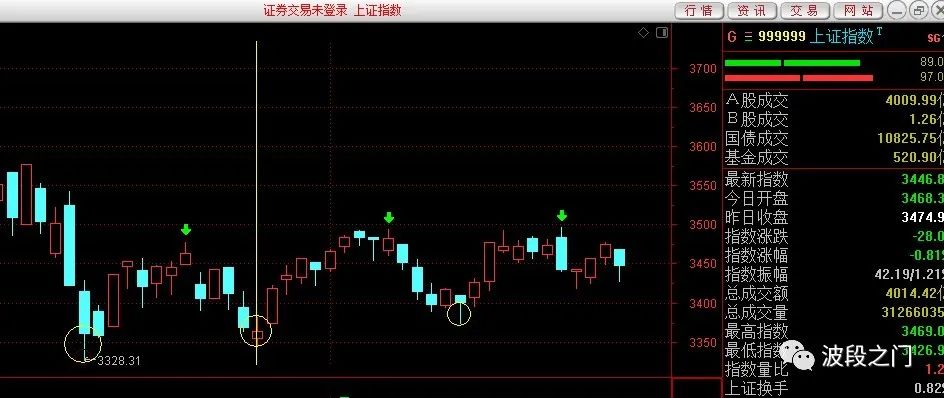 证券交易未登录 上证指数
行情 资讯 交易 网站
G 999999 上证指数 T
SG
89.0
97.0
A股成交 4009.99亿
B股成交 1.26亿
国债成交 10825.75亿
基金成交 520.90亿
最新指数 3446.8
今日开盘 3468.3
昨日收盘 3474.9
指数涨跌 -28.0
指数涨幅 -0.81%
指数振幅 42.19/1.21%
总成交额 4014.42亿
总成交量 31266035
最高指数 3469.0
最低指数 3426.9
指数量比 1.2
上证换手 0.82%
3700
3650
3600
3550
3500
3450
3400
3350
3328.31
波段之门